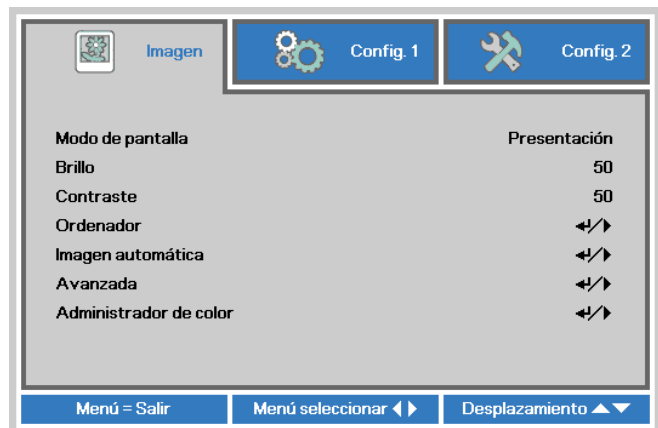 Imagen Config. 1 Config. 2
Modo de pantalla Presentación
Brillo 50
Contraste 50
Ordenador ↵/▶
Imagen automática ↵/▶
Avanzada ↵/▶
Administrador de color ↵/▶
Menú = Salir Menú seleccionar ◀▶ Desplazamiento ▲▼